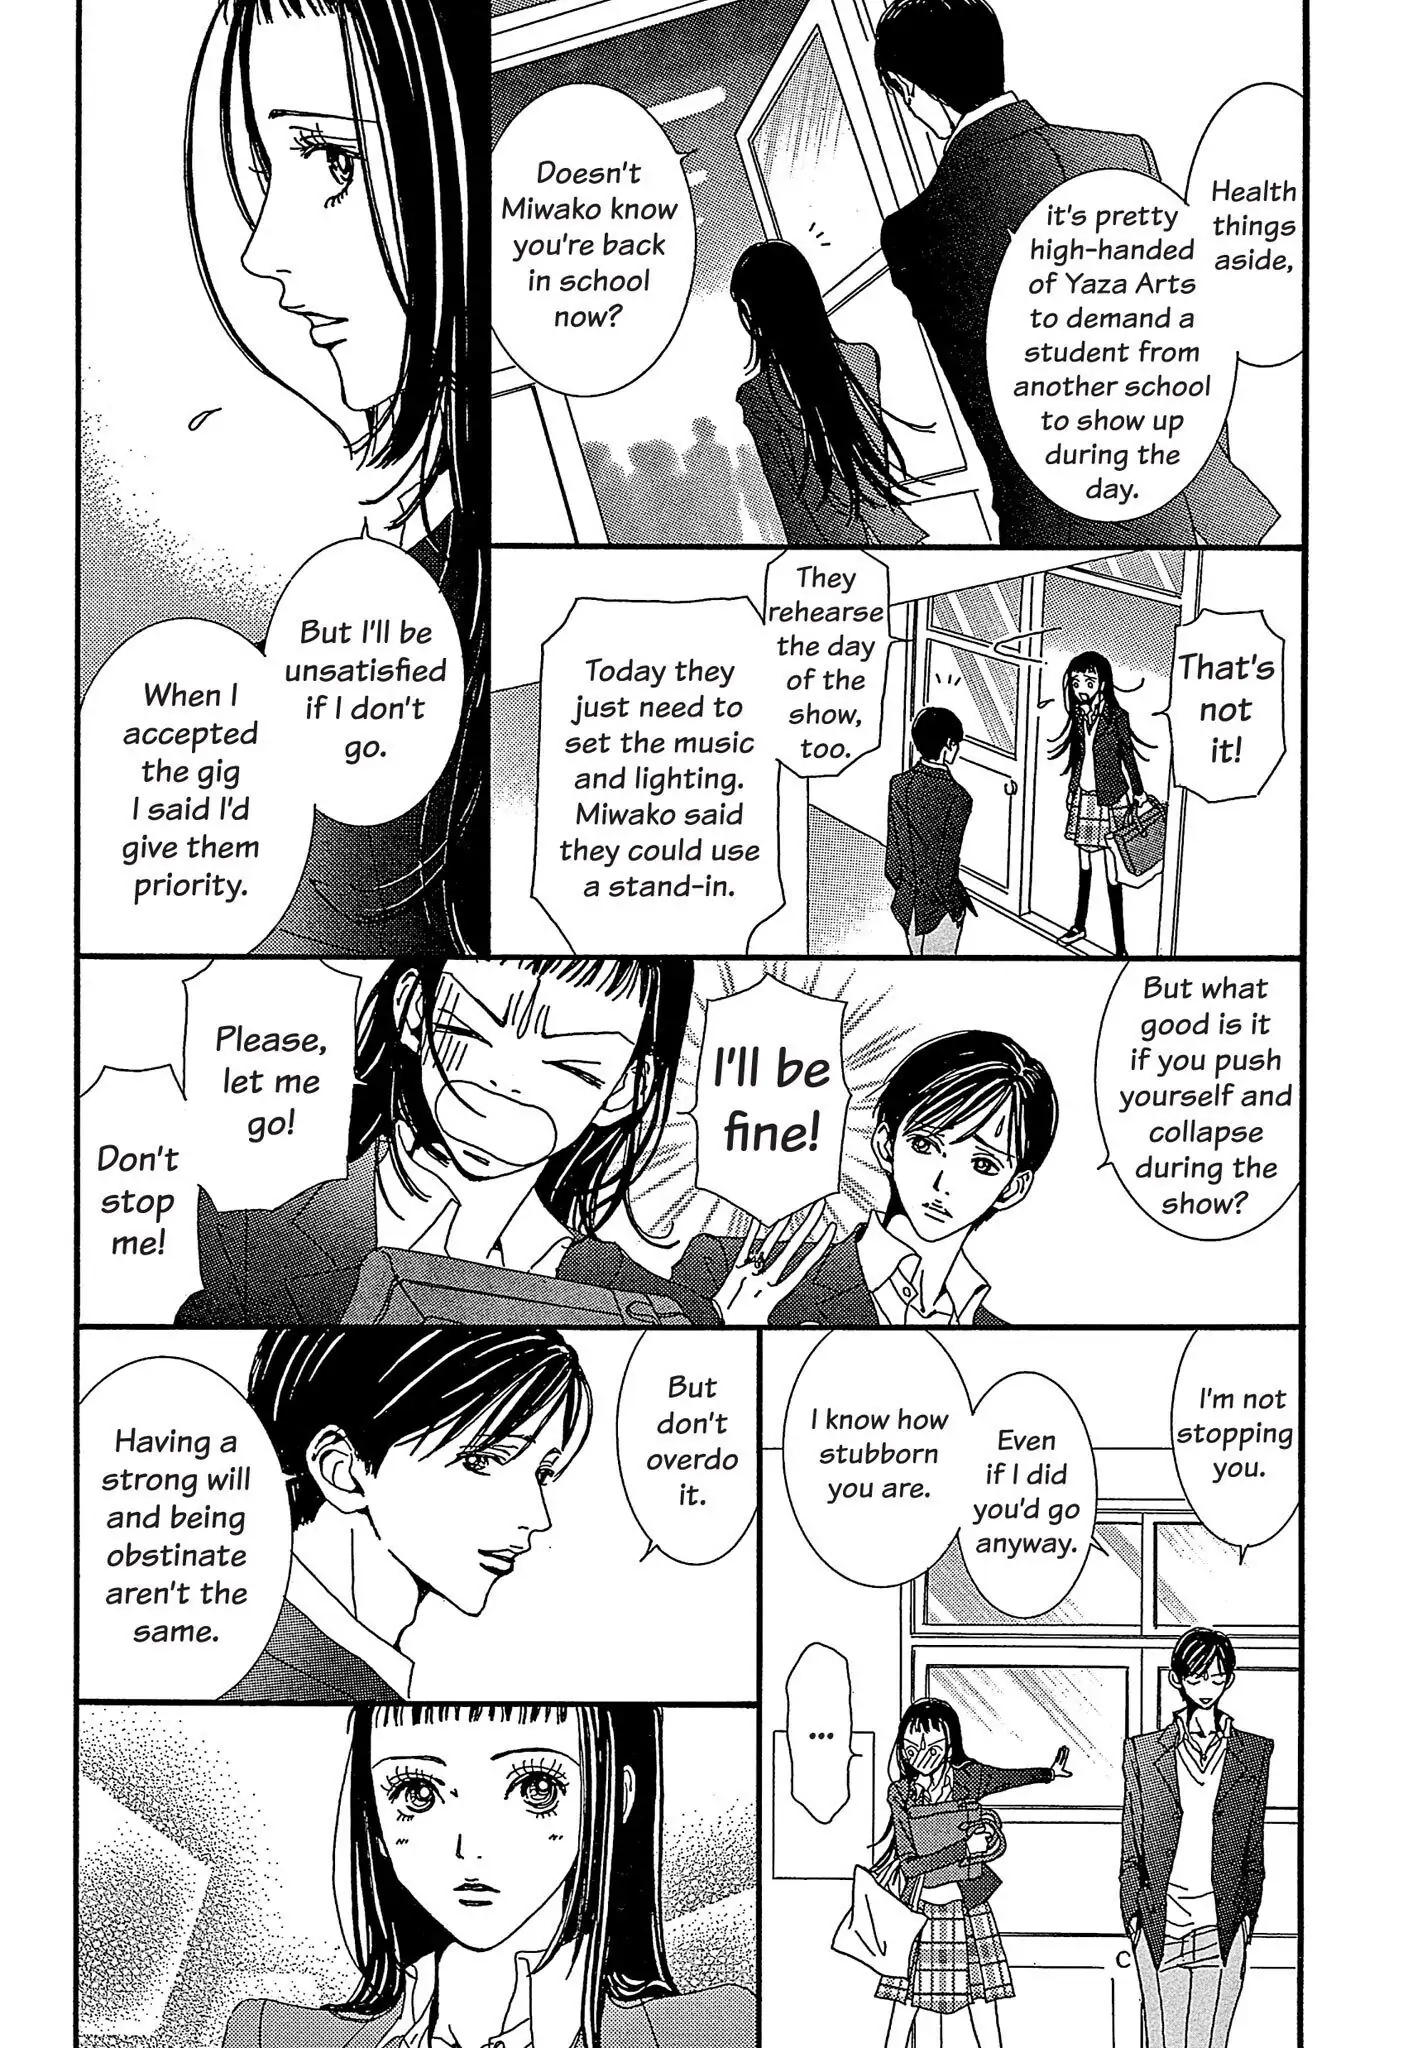 Health
things
aside,
it's pretty
high-handed
of Yaza Arts
to demand a
student from
another school
to show up
during the
day.
Doesn't
Miwako know
you're back
in school
now?
That's
not
it!
They
rehearse
the day
of the
show,
too.
Today they
just need to
set the music
and lighting.
Miwako said
they could use
a stand-in.
But I'll be
unsatisfied
if I don't
go.
When I
accepted
the gig
I said I'd
give them
priority.
But what
good is it
if you push
yourself and
collapse
during the
show?
I'll be
fine!
Please,
let me
go!
Don't
stop
me!
I'm not
stopping
you.
Even
if I did
you'd go
anyway.
I know how
stubborn
you are.
...
C
But
don't
overdo
it.
Having a
strong will
and being
obstinate
aren't the
same.